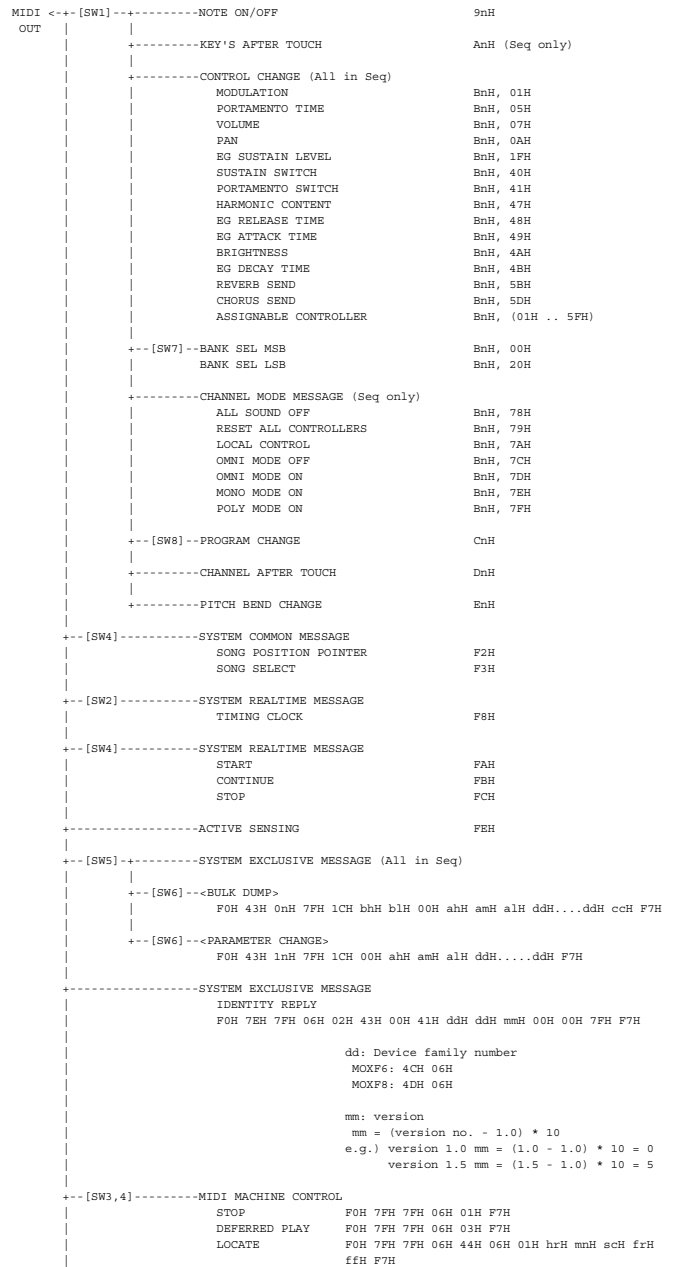 MIDI <-+-[SW1]--+---------NOTE ON/OFF 9nH
OUT | |
| +---------KEY'S AFTER TOUCH AnH (Seq only)
| |
| +---------CONTROL CHANGE (All in Seq)
| | MODULATION BnH, 01H
| | PORTAMENTO TIME BnH, 05H
| | VOLUME BnH, 07H
| | PAN BnH, 0AH
| | EG SUSTAIN LEVEL BnH, 1FH
| | SUSTAIN SWITCH BnH, 40H
| | PORTAMENTO SWITCH BnH, 41H
| | HARMONIC CONTENT BnH, 47H
| | EG RELEASE TIME BnH, 48H
| | EG ATTACK TIME BnH, 49H
| | BRIGHTNESS BnH, 4AH
| | EG DECAY TIME BnH, 4BH
| | REVERB SEND BnH, 5BH
| | CHORUS SEND BnH, 5DH
| | ASSIGNABLE CONTROLLER BnH, (01H .. 5FH)
| |
| +--[SW7]--BANK SEL MSB BnH, 00H
| | BANK SEL LSB BnH, 20H
| |
| +---------CHANNEL MODE MESSAGE (Seq only)
| | ALL SOUND OFF BnH, 78H
| | RESET ALL CONTROLLERS BnH, 79H
| | LOCAL CONTROL BnH, 7AH
| | OMNI MODE OFF BnH, 7CH
| | OMNI MODE ON BnH, 7DH
| | MONO MODE ON BnH, 7EH
| | POLY MODE ON BnH, 7FH
| |
| +--[SW8]--PROGRAM CHANGE CnH
| |
| +---------CHANNEL AFTER TOUCH DnH
| |
| +---------PITCH BEND CHANGE EnH
|
+--[SW4]----------SYSTEM COMMON MESSAGE
| SONG POSITION POINTER F2H
| SONG SELECT F3H
|
+--[SW2]----------SYSTEM REALTIME MESSAGE
| TIMING CLOCK F8H
|
+--[SW4]----------SYSTEM REALTIME MESSAGE
| START FAH
| CONTINUE FBH
| STOP FCH
|
+-----------------ACTIVE SENSING FEH
|
+--[SW5]-+--------SYSTEM EXCLUSIVE MESSAGE (All in Seq)
| |
| +--[SW6]--<BULK DUMP>
| | F0H 43H 0nH 7FH 1CH bhH blH 00H ahH amH alH ddH....ddH ccH F7H
| |
| +--[SW6]--<PARAMETER CHANGE>
| F0H 43H 1nH 7FH 1CH 00H ahH amH alH ddH.....ddH F7H
|
+-----------------SYSTEM EXCLUSIVE MESSAGE
| IDENTITY REPLY
| F0H 7EH 7FH 06H 02H 43H 00H 41H ddH ddH mmH 00H 00H 7FH F7H
|
| dd: Device family number
| MOXF6: 4CH 06H
| MOXF8: 4DH 06H
|
| mm: version
| mm = (version no. - 1.0) * 10
| e.g.) version 1.0 mm = (1.0 - 1.0) * 10 = 0
| version 1.5 mm = (1.5 - 1.0) * 10 = 5
|
+--[SW3,4]---------MIDI MACHINE CONTROL
| STOP F0H 7FH 7FH 06H 01H F7H
| DEFERRED PLAY F0H 7FH 7FH 06H 03H F7H
| LOCATE F0H 7FH 7FH 06H 44H 06H 01H hrH mnH scH frH
| ffH F7H